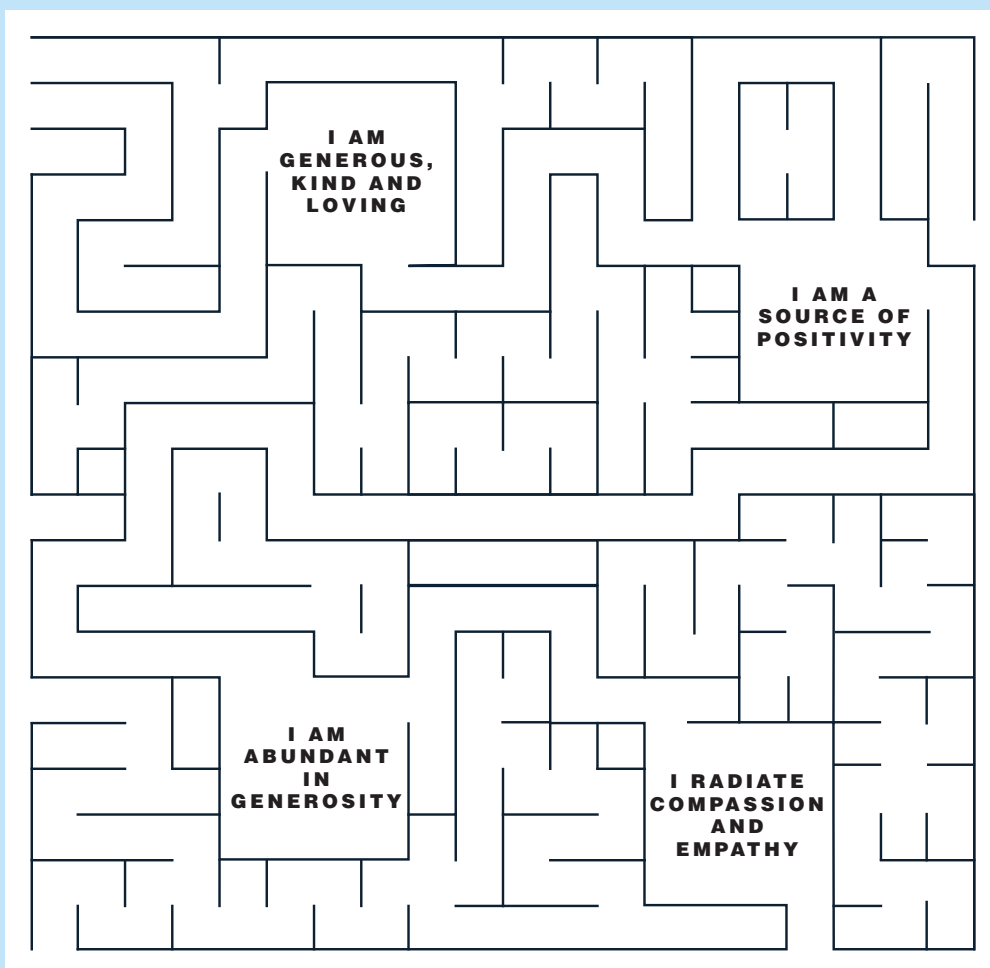 I AM
GENEROUS,
KIND AND
LOVING
I AM A
SOURCE OF
POSITIVITY
I AM
ABUNDANT
IN
GENEROSITY
I RADIATE
COMPASSION
AND
EMPATHY